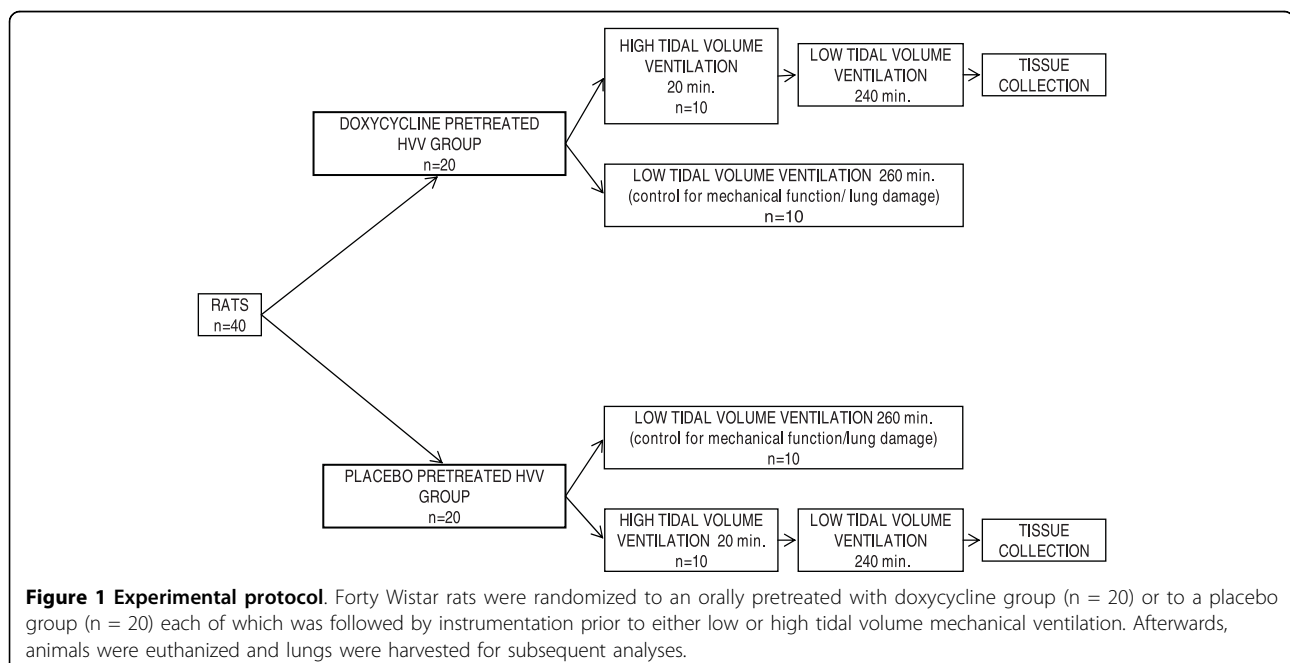 HIGH TIDAL VOLUME
VENTILATION
20 min.
n=10
LOW TIDAL VOLUME
VENTILATION
240 min.
TISSUE
COLLECTION
DOXYCYCLINE PRETREATED
HVV GROUP
n=20
LOW TIDAL VOLUME VENTILATION 260 min.
(control for mechanical function/ lung damage)
n=10
RATS
n=40
LOW TIDAL VOLUME VENTILATION 260 min.
(control for mechanical function/lung damage)
n=10
PLACEBO PRETREATED HVV
GROUP
n=20
HIGH TIDAL VOLUME
VENTILATION 20 min.
n=10
LOW TIDAL VOLUME
VENTILATION
240 min.
TISSUE
COLLECTION
Figure 1 Experimental protocol. Forty Wistar rats were randomized to an orally pretreated with doxycycline group (n = 20) or to a placebo
group (n = 20) each of which was followed by instrumentation prior to either low or high tidal volume mechanical ventilation. Afterwards,
animals were euthanized and lungs were harvested for subsequent analyses.